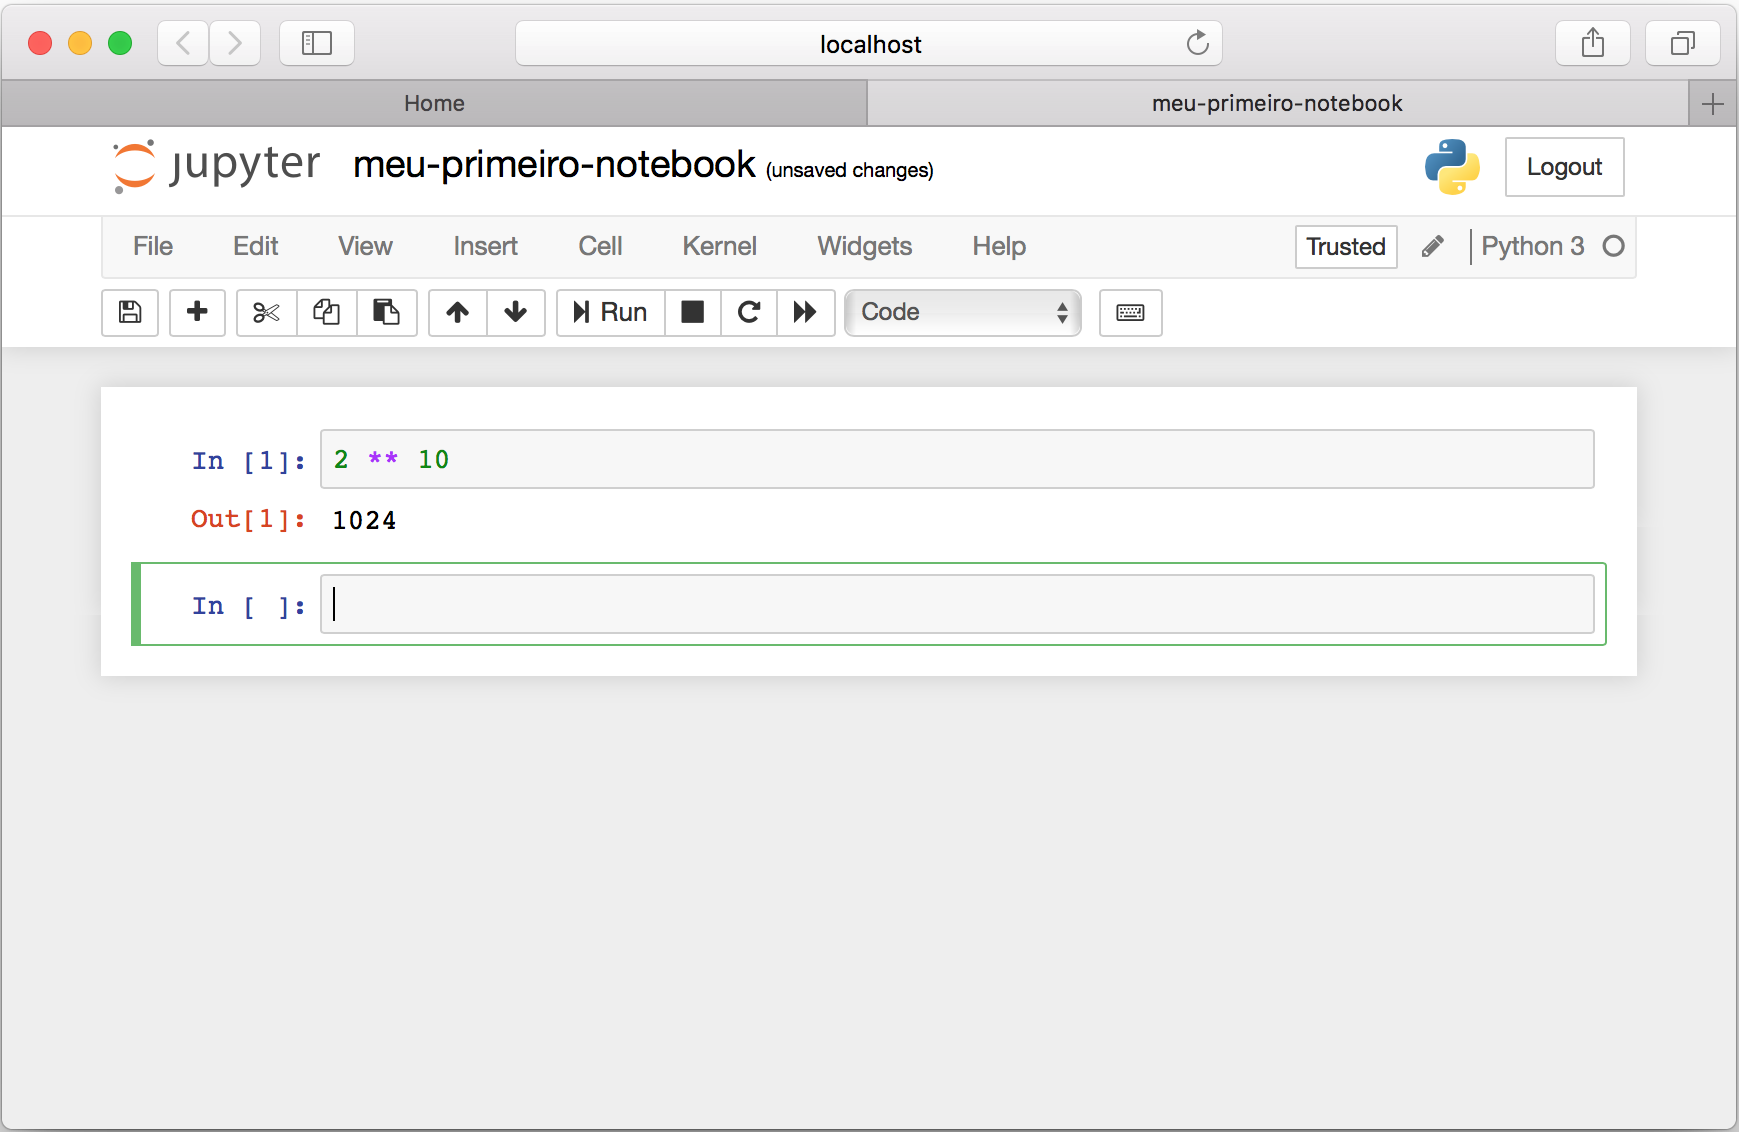 localhost
Home meu-primeiro-notebook
jupyter meu-primeiro-notebook (unsaved changes) Logout
File Edit View Insert Cell Kernel Widgets Help Trusted Python 3
Run Code
In [1]: 2 ** 10
Out[1]: 1024
In [ ]: